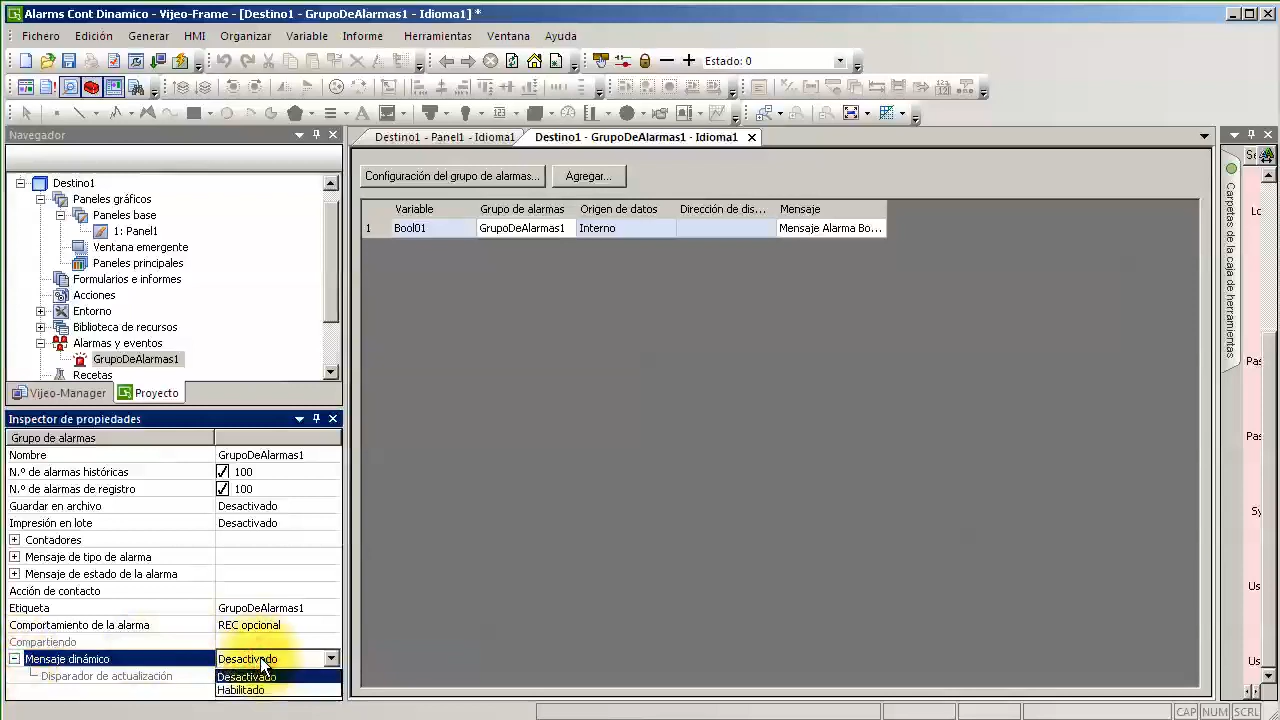 Alarms Cont Dinamico - Vijeo-Frame - [Destino1 - GrupoDeAlarmas1 - Idioma1] *
Fichero Edición Generar HMI Organizar Variable Informe Herramientas Ventana Ayuda
Estado: 0
Navegador
Destino1 - Panel1 - Idioma1
Destino1 - GrupoDeAlarmas1 - Idioma1
Destino1
Paneles gráficos
Paneles base
1: Panel1
Ventana emergente
Paneles principales
Formularios e informes
Acciones
Entorno
Biblioteca de recursos
Alarmas y eventos
GrupoDeAlarmas1
Recetas
Vijeo-Manager Proyecto
Configuración del grupo de alarmas... Agregar...
Variable Grupo de alarmas Origen de datos Dirección de dis... Mensaje
1 Bool01 GrupoDeAlarmas1 Interno Mensaje Alarma Bo...
Inspector de propiedades
Grupo de alarmas
Nombre GrupoDeAlarmas1
N.º de alarmas históricas 100
N.º de alarmas de registro 100
Guardar en archivo Desactivado
Impresión en lote Desactivado
Contadores
Mensaje de tipo de alarma
Mensaje de estado de la alarma
Acción de contacto
Etiqueta GrupoDeAlarmas1
Comportamiento de la alarma REC opcional
Compartiendo
Mensaje dinámico Desactivado
Disparador de actualización Desactivado
Habilitado
Carpetas de la caja de herramientas
Pas
Pas
Us
Us
CAP NUM SCRL